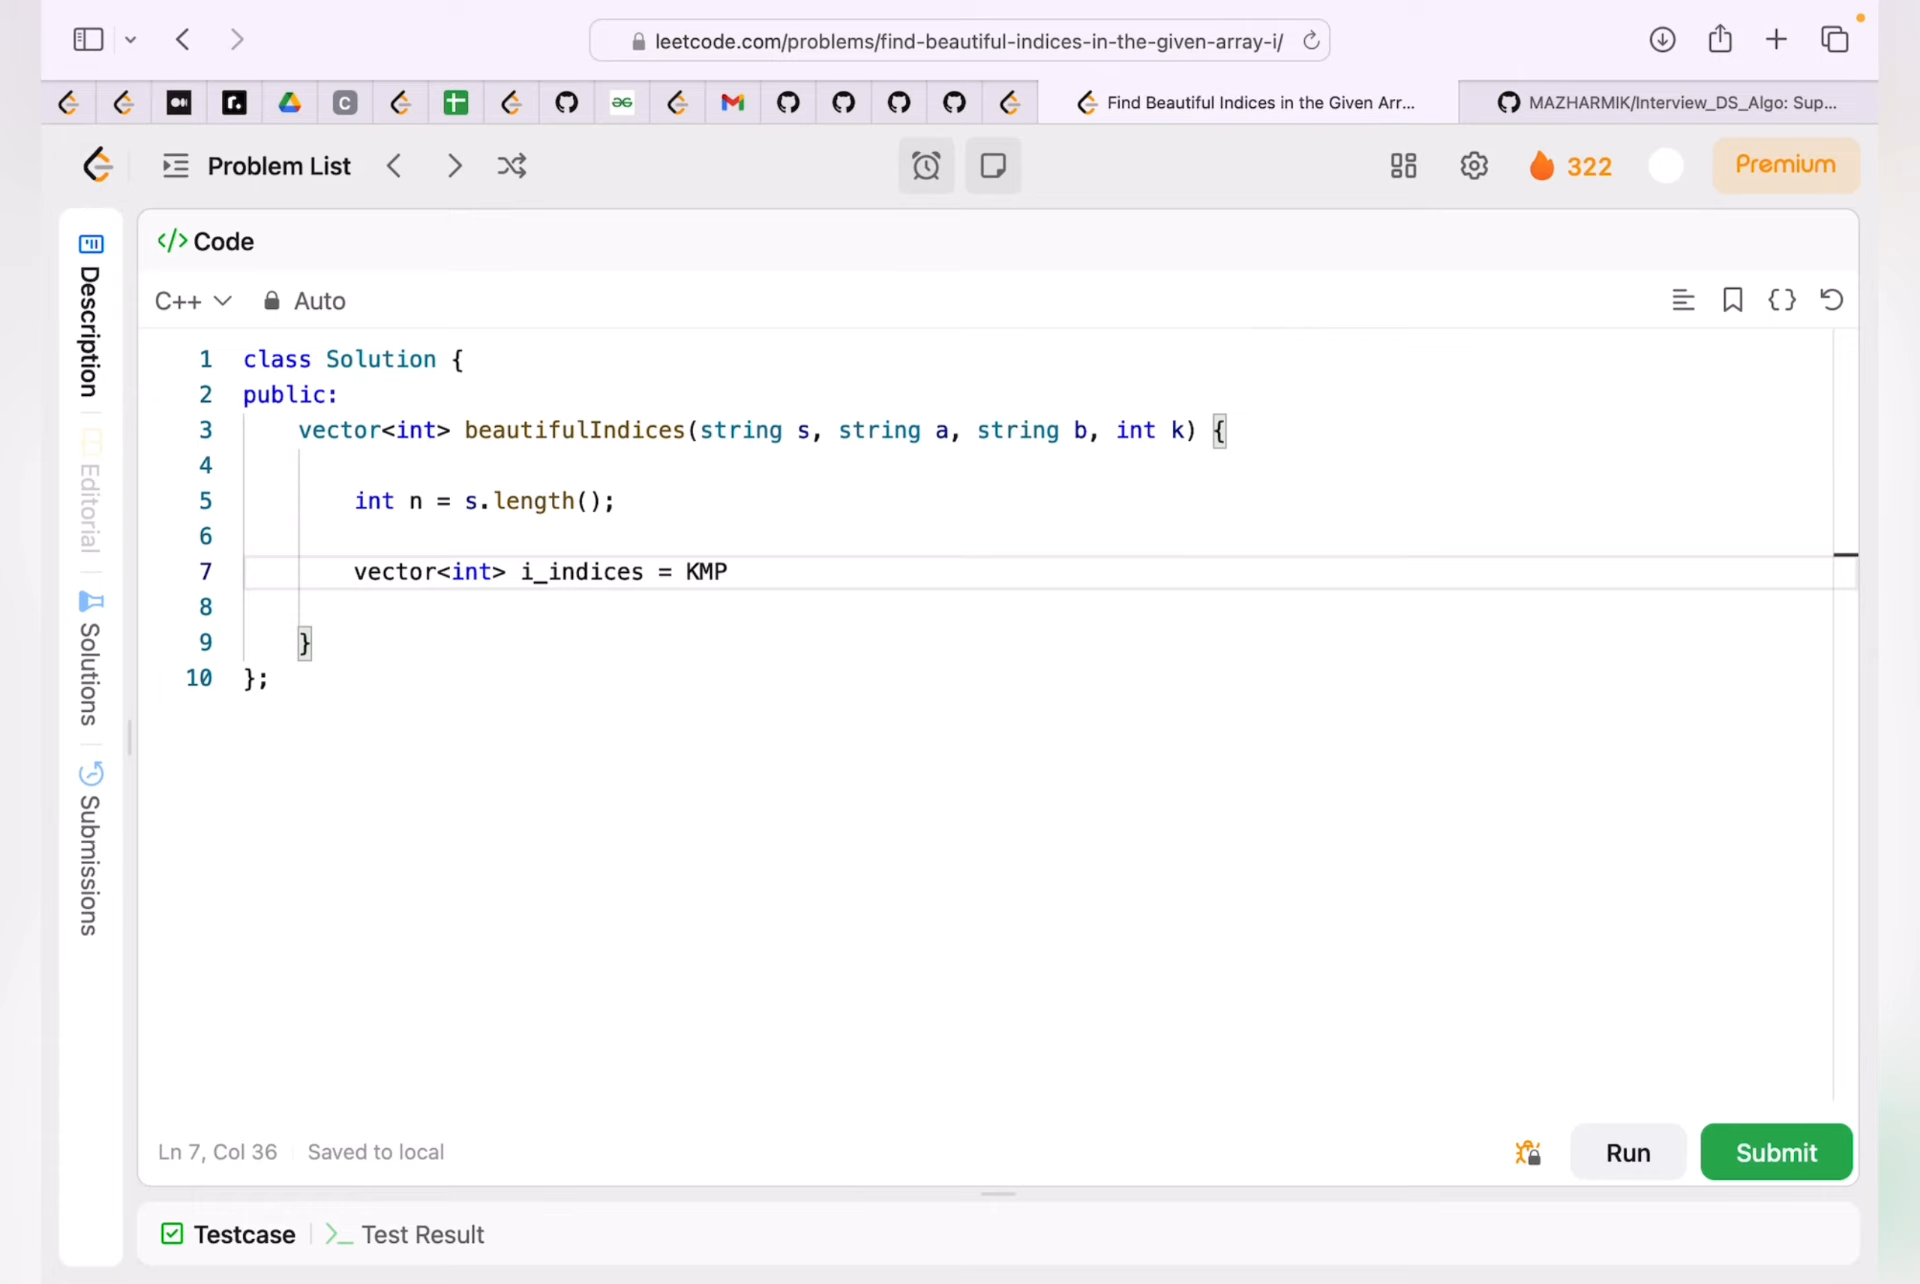 leetcode.com/problems/find-beautiful-indices-in-the-given-array-i/
C
Find Beautiful Indices in the Given Arr...
MAZHARMIK/Interview_DS_Algo: Sup...
Problem List
322
Premium
Description
Editorial
Solutions
Submissions
</> Code
C++
Auto
1 class Solution {
2 public:
3 vector<int> beautifulIndices(string s, string a, string b, int k) {
4
5 int n = s.length();
6
7 vector<int> i_indices = KMP
8
9 }
10 };
Ln 7, Col 36
Saved to local
Run
Submit
Testcase
Test Result